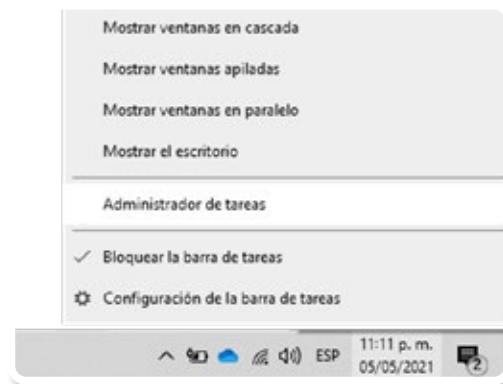 Mostrar ventanas en cascada
Mostrar ventanas apiladas
Mostrar ventanas en paralelo
Mostrar el escritorio
Administrador de tareas
Bloquear la barra de tareas
Configuración de la barra de tareas
ESP
11:11 p. m.
05/05/2021
2